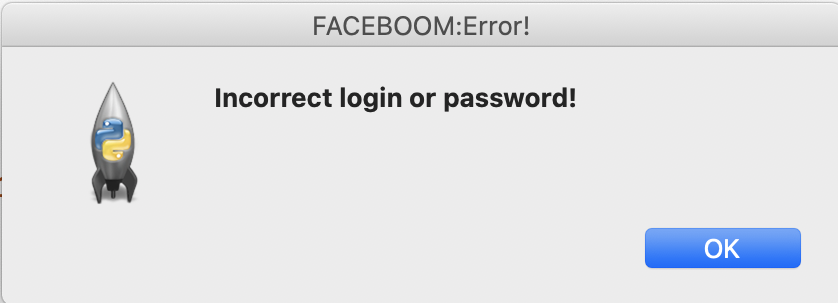 FACEBOOM:Error!
Incorrect login or password!
OK